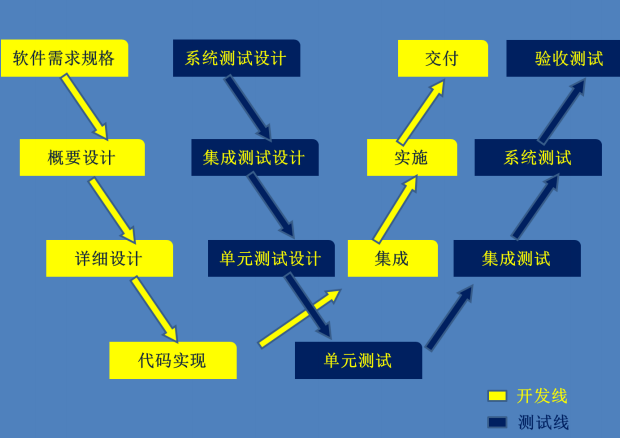 软件需求规格
系统测试设计
交付
验收测试
概要设计
集成测试设计
实施
系统测试
详细设计
单元测试设计
集成
集成测试
代码实现
单元测试
开发线
测试线